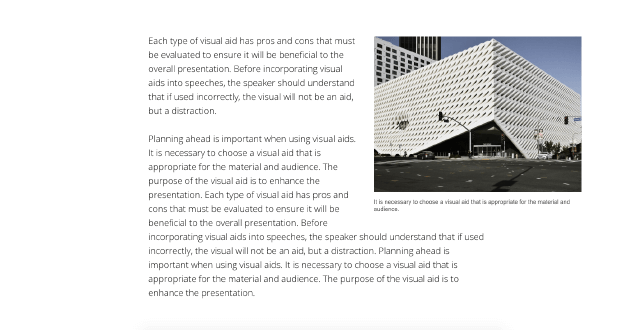 Each type of visual aid has pros and cons that must
be evaluated to ensure it will be beneficial to the
overall presentation. Before incorporating visual
aids into speeches, the speaker should understand
that if used incorrectly, the visual will not be an aid,
but a distraction.
Planning ahead is important when using visual aids.
It is necessary to choose a visual aid that is
appropriate for the material and audience. The
purpose of the visual aid is to enhance the
presentation. Each type of visual aid has pros and
cons that must be evaluated to ensure it will be
beneficial to the overall presentation. Before
incorporating visual aids into speeches, the speaker should understand that if used
incorrectly, the visual will not be an aid, but a distraction. Planning ahead is
important when using visual aids. It is necessary to choose a visual aid that is
appropriate for the material and audience. The purpose of the visual aid is to
enhance the presentation.
It is necessary to choose a visual aid that is appropriate for the material and
audience.